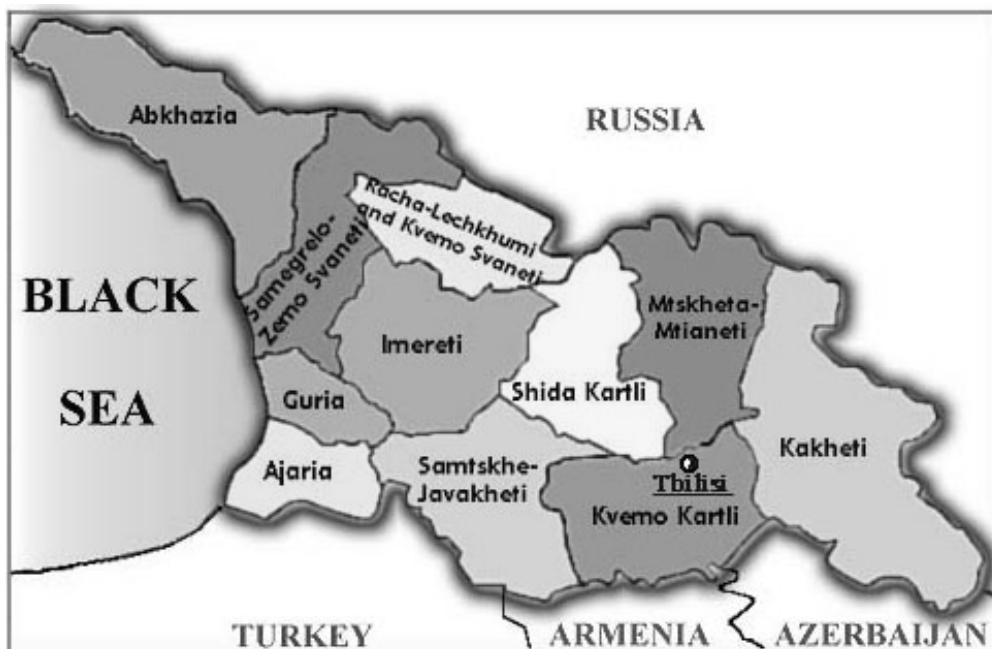 Abkhazia
RUSSIA
Racha-Lechkhumi
and Kvemo Svaneti
Samegrelo-
Zemo Svaneti
BLACK
SEA
Mtskheta-
Mtianeti
Imereti
Shida Kartli
Guria
Kakheti
Ajaria
Samtskhe-
Javakheti
Tbilisi
Kvemo Kartli
TURKEY
ARMENIA
AZERBAIJAN